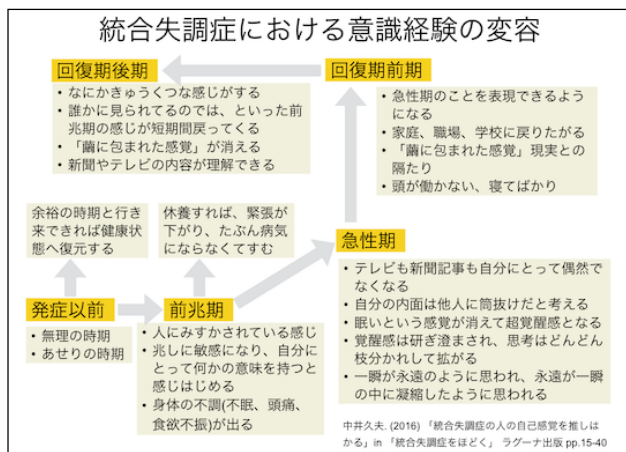 統合失調症における意識経験の変容
回復期後期
• なにかきゅうくつな感じがする
• 誰かに見られてるのでは、といった前
兆期の感じが短期間戻ってくる
• 「繭に包まれた感覚」が消える
• 新聞やテレビの内容が理解できる
回復期前期
• 急性期のことを表現できるよう
になる
• 家庭、職場、学校に戻りたがる
• 「繭に包まれた感覚」現実との
隔たり
• 頭が働かない、寝てばかり
余裕の時期と行き
来できれば健康状
態へ復元する
休養すれば、緊張が
下がり、たぶん病気
にならなくてすむ
発症以前
• 無理の時期
• あせりの時期
前兆期
• 人にみすかされている感じ
• 兆しに敏感になり、自分に
とって何かの意味を持つと
感じはじめる
• 身体の不調(不眠、頭痛、
食欲不振)が出る
急性期
• テレビも新聞記事も自分にとって偶然で
なくなる
• 自分の内面は他人に筒抜けだと考える
• 眠いという感覚が消えて超覚醒感となる
• 覚醒感は研ぎ澄まされ、思考はどんどん
枝分かれして拡がる
• 一瞬が永遠のように思われ、永遠が一瞬
の中に凝縮したように思われる
中井久夫. (2016) 「統合失調症の人の自己感覚を推しは
かる」in 「統合失調症をほどく」 ラグーナ出版 pp.15-40